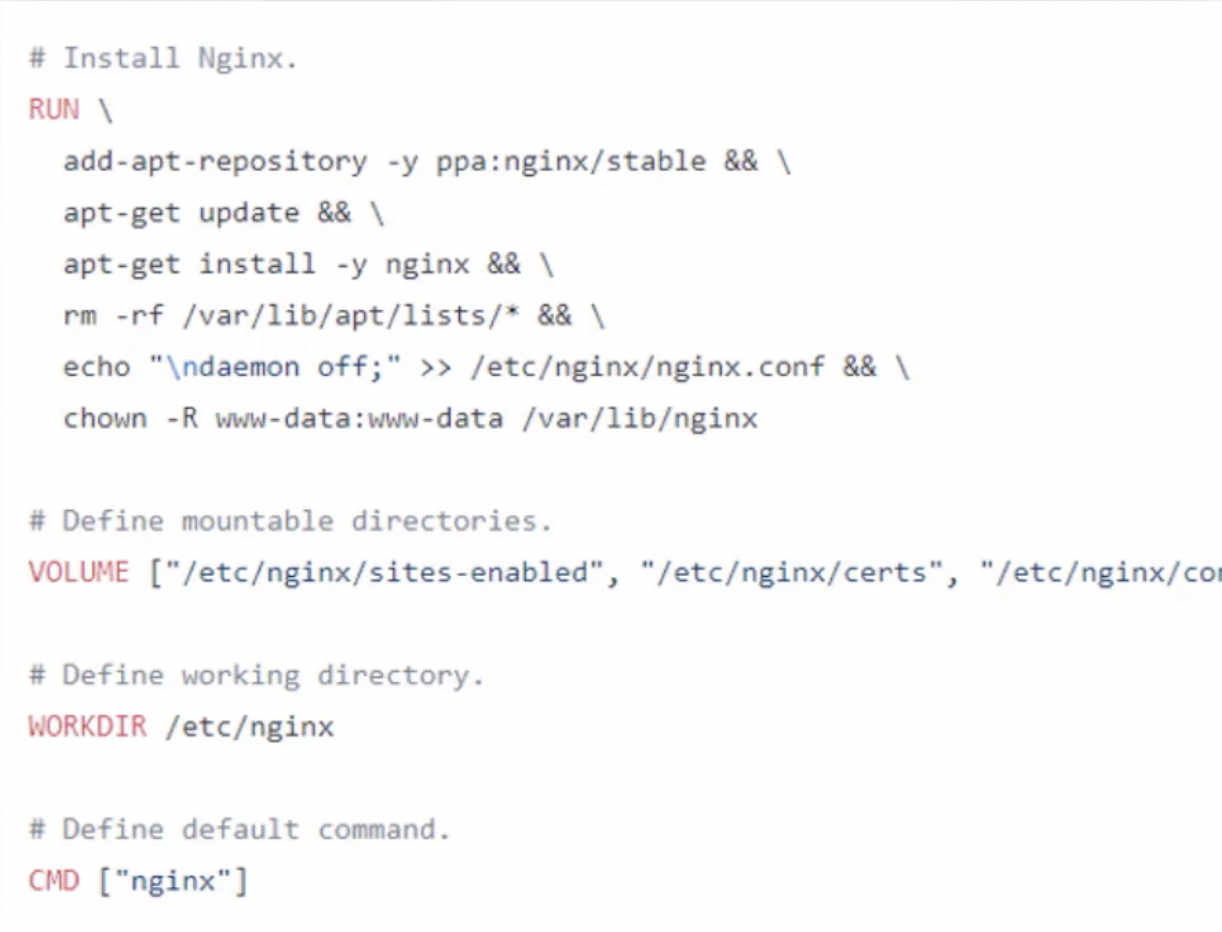 # Install Nginx.
RUN \
  add-apt-repository -y ppa:nginx/stable && \
  apt-get update && \
  apt-get install -y nginx && \
  rm -rf /var/lib/apt/lists/* && \
  echo "\ndaemon off;" >> /etc/nginx/nginx.conf && \
  chown -R www-data:www-data /var/lib/nginx
# Define mountable directories.
VOLUME ["/etc/nginx/sites-enabled", "/etc/nginx/certs", "/etc/nginx/
# Define working directory.
WORKDIR /etc/nginx
# Define default command.
CMD ["nginx"]